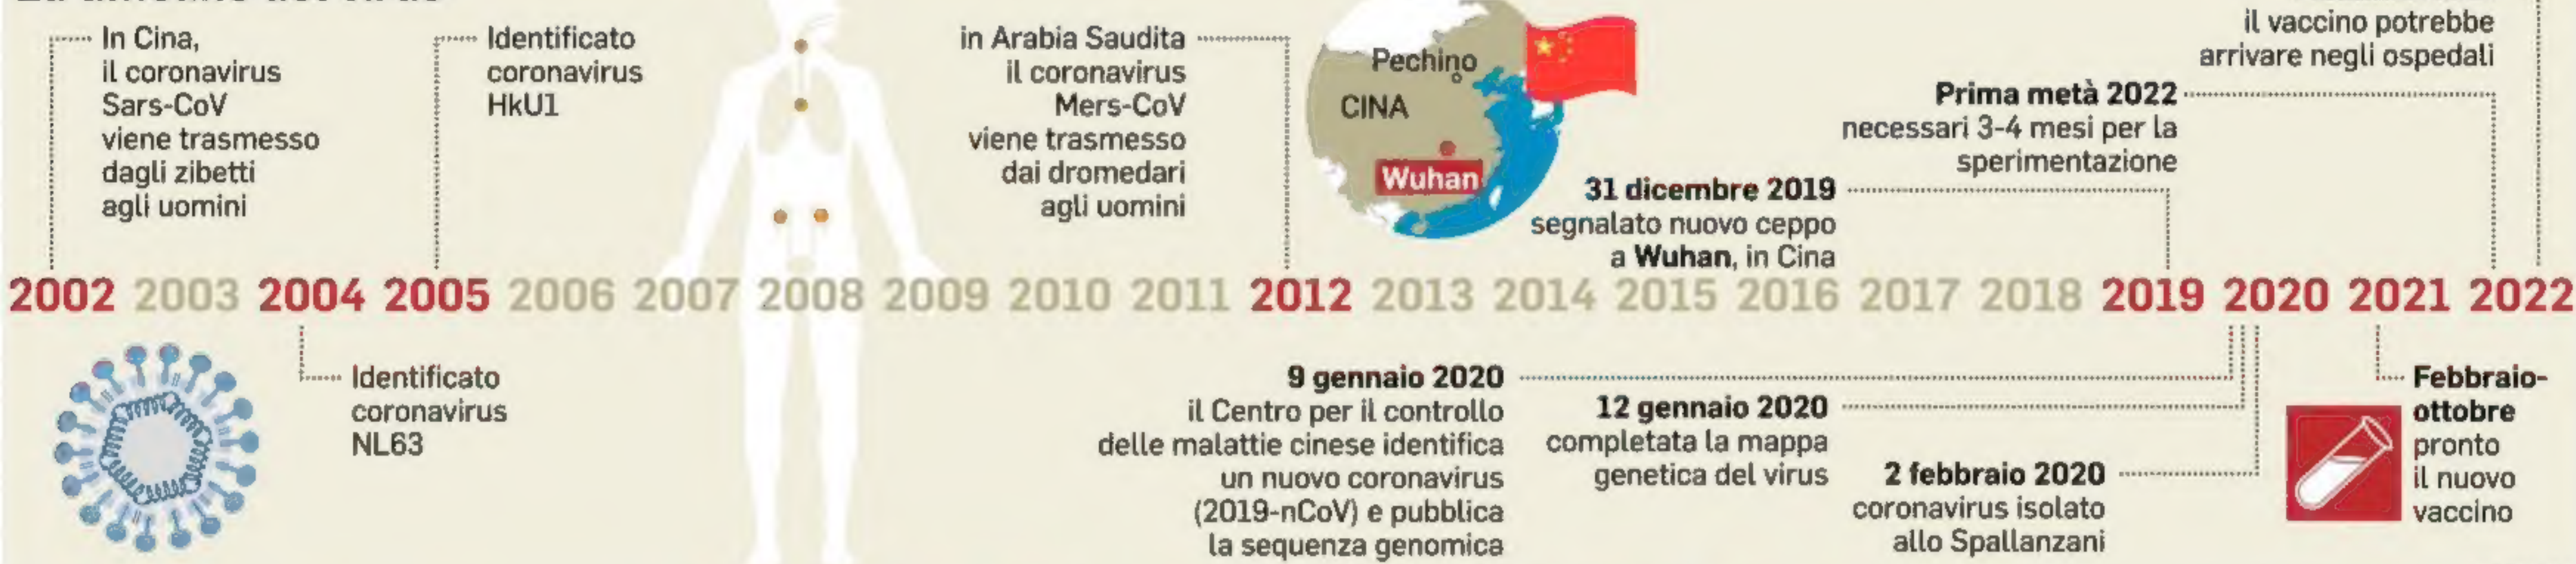 In Cina,
il coronavirus
Sars-CoV
viene trasmesso
dagli zibetti
agli uomini
Identificato
coronavirus
HkU1
in Arabia Saudita
il coronavirus
Mers-CoV
viene trasmesso
dai dromedari
agli uomini
Pechino
CINA
Wuhan
31 dicembre 2019
segnalato nuovo ceppo
a Wuhan, in Cina
Prima metà 2022
necessari 3-4 mesi per la
sperimentazione
il vaccino potrebbe
arrivare negli ospedali
2002 2003 2004 2005 2006 2007 2008 2009 2010 2011 2012 2013 2014 2015 2016 2017 2018 2019 2020 2021 2022
Identificato
coronavirus
NL63
9 gennaio 2020
il Centro per il controllo
delle malattie cinese identifica
un nuovo coronavirus
(2019-nCoV) e pubblica
la sequenza genomica
12 gennaio 2020
completata la mappa
genetica del virus
2 febbraio 2020
coronavirus isolato
allo Spallanzani
Febbraio-
ottobre
pronto
il nuovo
vaccino